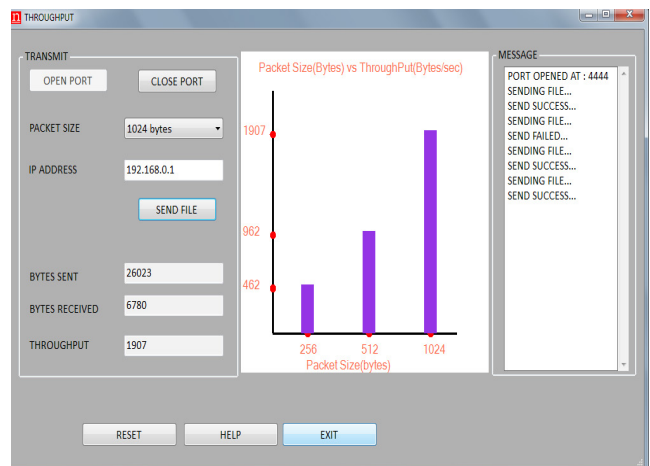 n THROUGHPUT
TRANSMIT
OPEN PORT
CLOSE PORT
PACKET SIZE
1024 bytes
IP ADDRESS
192.168.0.1
SEND FILE
BYTES SENT
26023
BYTES RECEIVED
6780
THROUGHPUT
1907
Packet Size(Bytes) vs ThroughPut(Bytes/sec)
1907
962
462
256
512
1024
Packet Size(bytes)
MESSAGE
PORT OPENED AT : 4444
SENDING FILE...
SEND SUCCESS...
SENDING FILE...
SEND FAILED...
SENDING FILE...
SEND SUCCESS...
SENDING FILE...
SEND SUCCESS...
RESET
HELP
EXIT